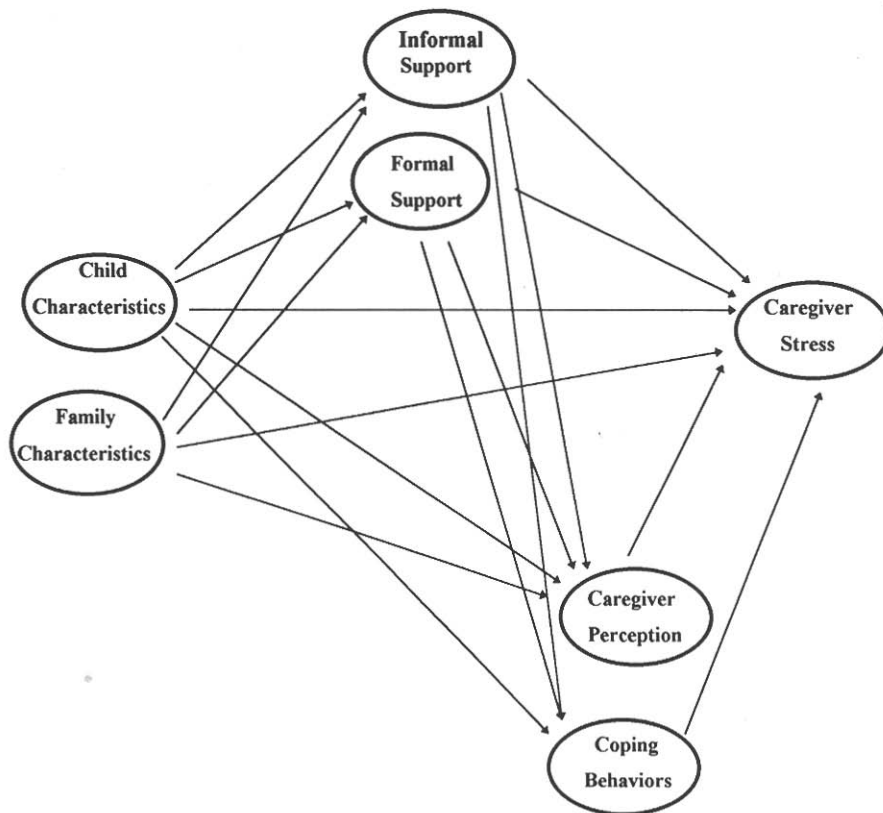 Informal
Support
Formal
Support
Child
Characteristics
Caregiver
Stress
Family
Characteristics
Caregiver
Perception
Coping
Behaviors